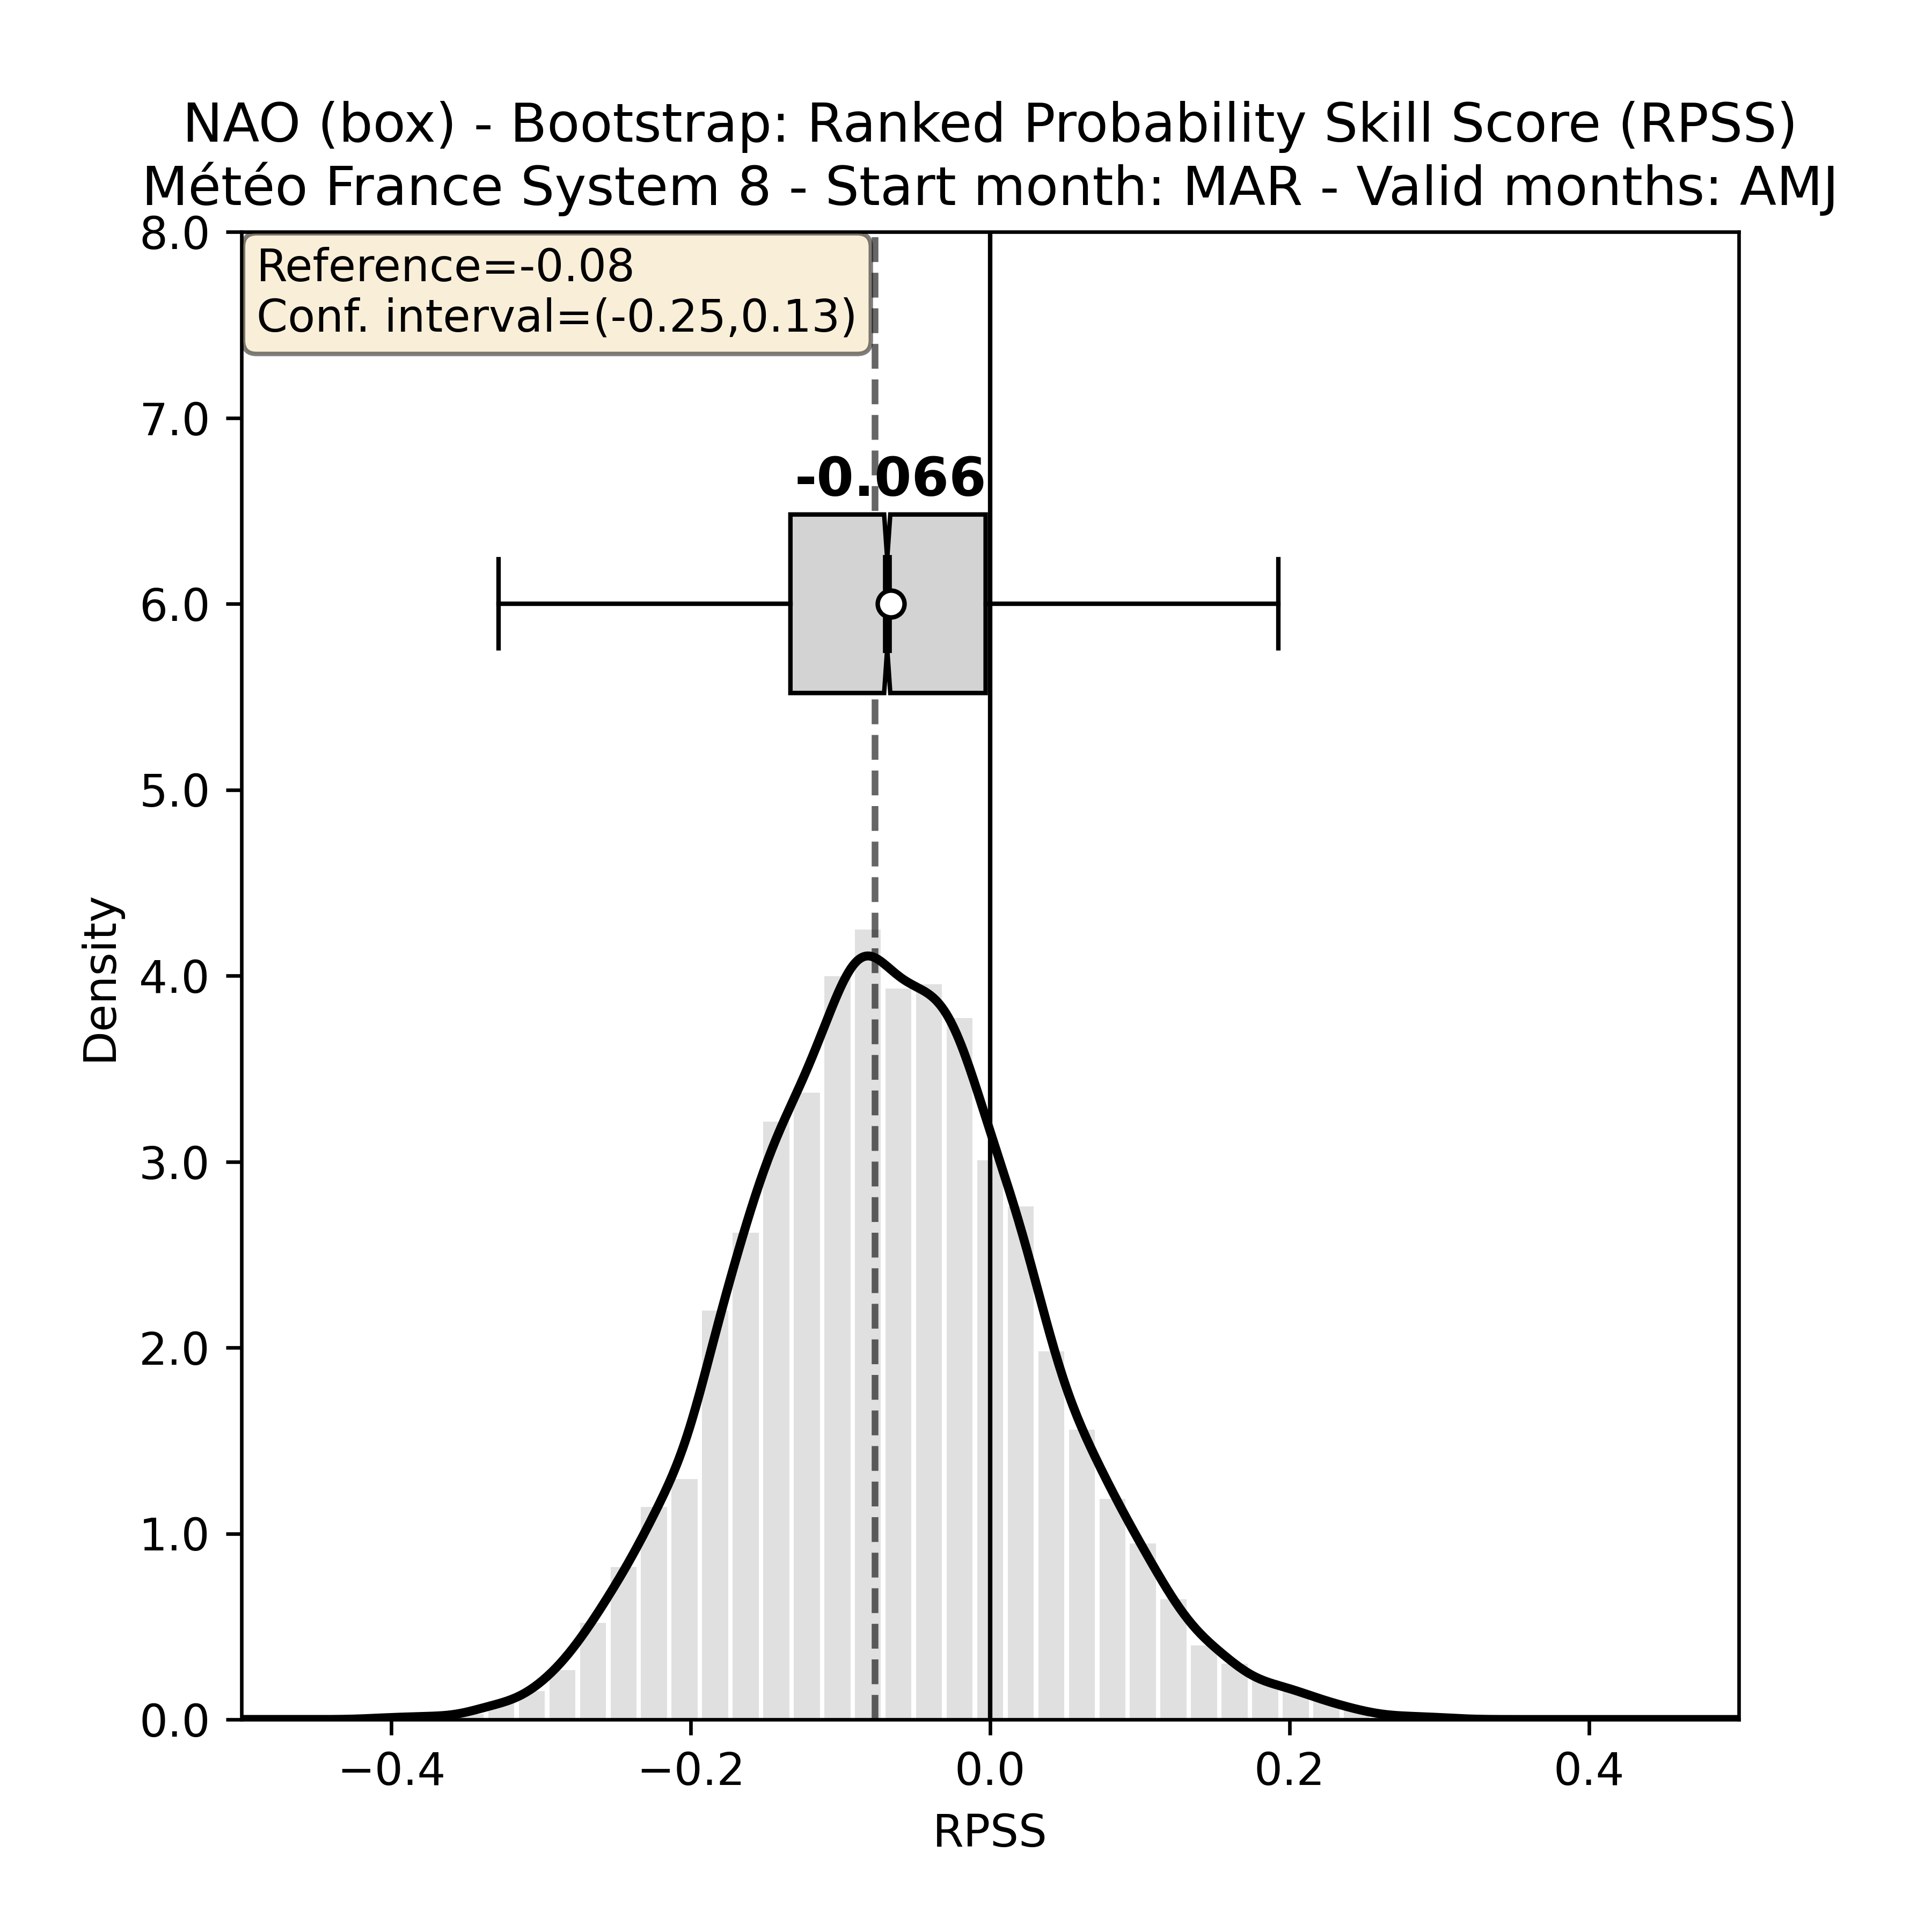 NAO (box) - Bootstrap: Ranked Probability Skill Score (RPSS)
Météo France System 8 - Start month: MAR - Valid months: AMJ
Reference=-0.08
Conf. interval=(-0.25,0.13)
-0.066
8.0
7.0
6.0
5.0
4.0
3.0
2.0
1.0
0.0
Density
−0.4
−0.2
0.0
0.2
0.4
RPSS